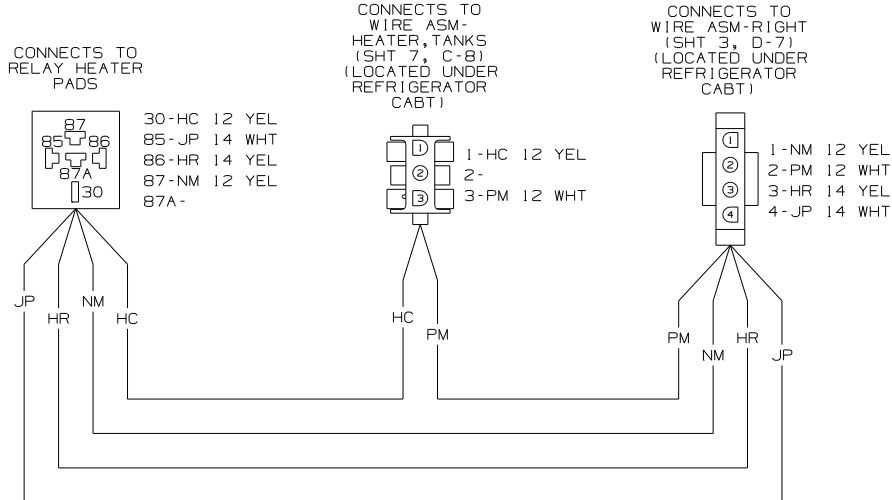 CONNECTS TO
RELAY HEATER
PADS
87
85
86
87A
30
30-HC 12 YEL
85-JP 14 WHT
86-HR 14 YEL
87-NM 12 YEL
87A-
CONNECTS TO
WIRE ASM-
HEATER,TANKS
(SHT 7, C-8)
(LOCATED UNDER
REFRIGERATOR
CABT)
1
2
3
1-HC 12 YEL
2-
3-PM 12 WHT
CONNECTS TO
WIRE ASM-RIGHT
(SHT 3, D-7)
(LOCATED UNDER
REFRIGERATOR
CABT)
1
2
3
4
1-NM 12 YEL
2-PM 12 WHT
3-HR 14 YEL
4-JP 14 WHT
JP
HR
NM
HC
HC
PM
PM
NM
HR
JP